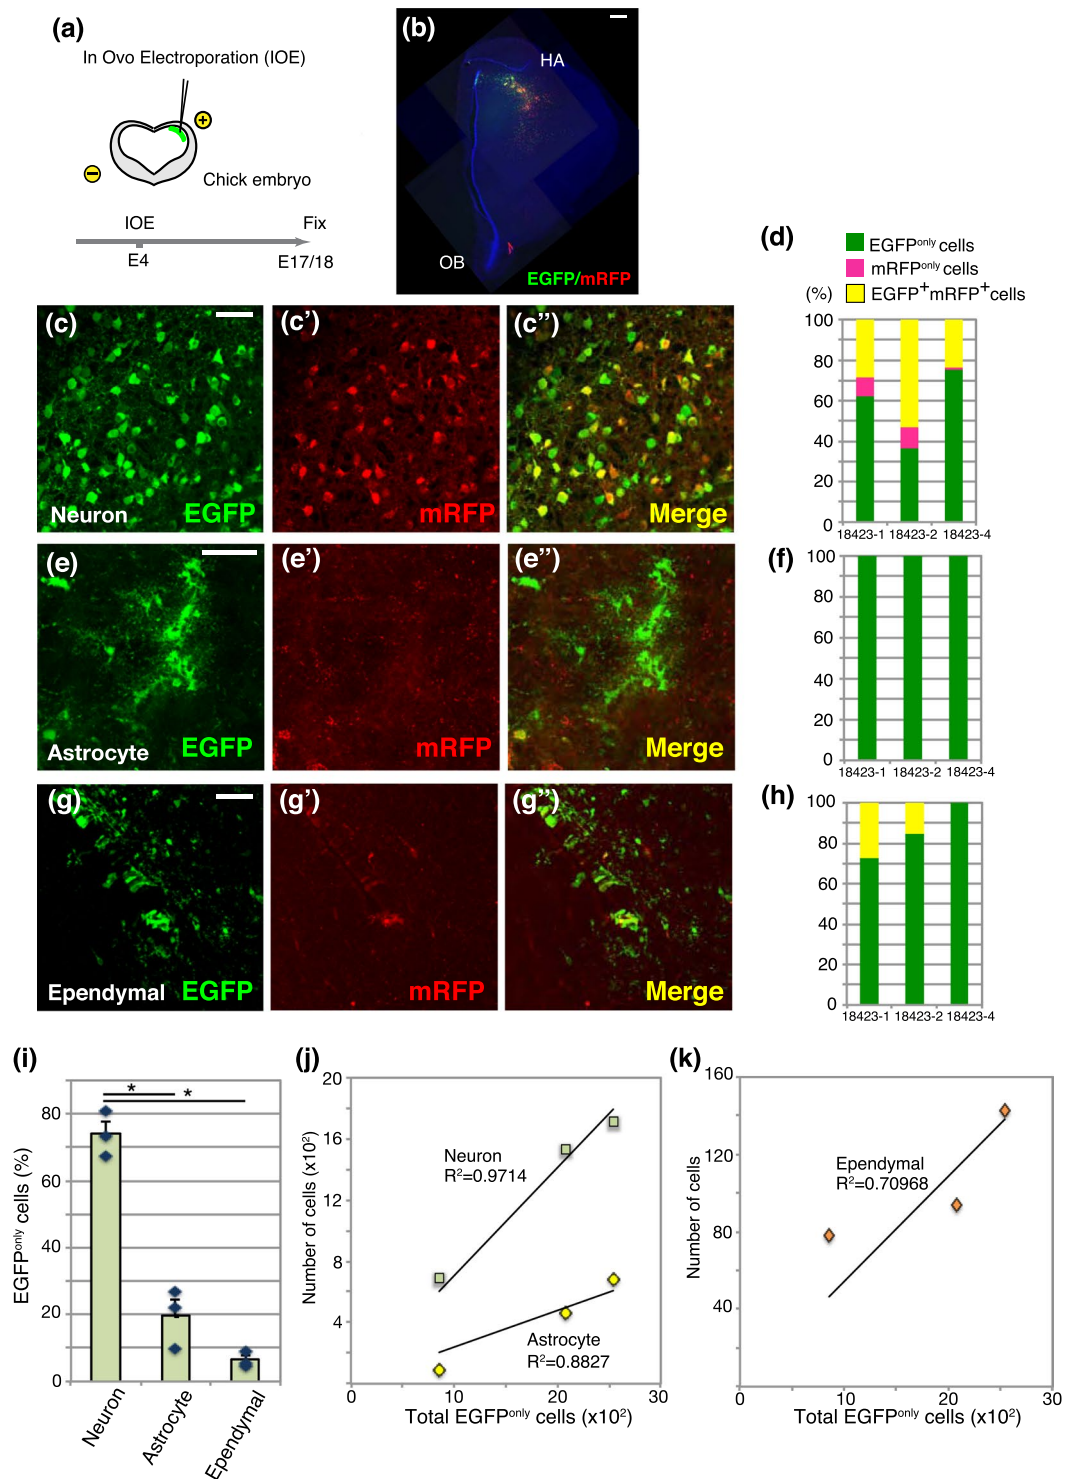 (a)
In Ovo Electroporation (IOE)
+
−
Chick embryo
IOE
Fix
E4
E17/18
(b)
HA
OB
EGFP/mRFP
(c)
Neuron
EGFP
(c')
mRFP
(c'')
Merge
(d)
EGFPonly cells
mRFPonly cells
EGFP+mRFP+cells
(%)
100
80
60
40
20
0
18423-1
18423-2
18423-4
(e)
Astrocyte
EGFP
(e')
mRFP
(e'')
Merge
(f)
100
80
60
40
20
0
18423-1
18423-2
18423-4
(g)
Ependymal
EGFP
(g')
mRFP
(g'')
Merge
(h)
100
80
60
40
20
0
18423-1
18423-2
18423-4
(i)
EGFPonly cells (%)
80
60
40
20
0
*
*
Neuron
Astrocyte
Ependymal
(j)
Number of cells (x10²)
20
16
12
8
4
Neuron
R²=0.9714
Astrocyte
R²=0.8827
0
10
20
30
Total EGFPonly cells (x10²)
(k)
Number of cells
160
120
80
40
Ependymal
R²=0.70968
0
10
20
30
Total EGFPonly cells (x10²)